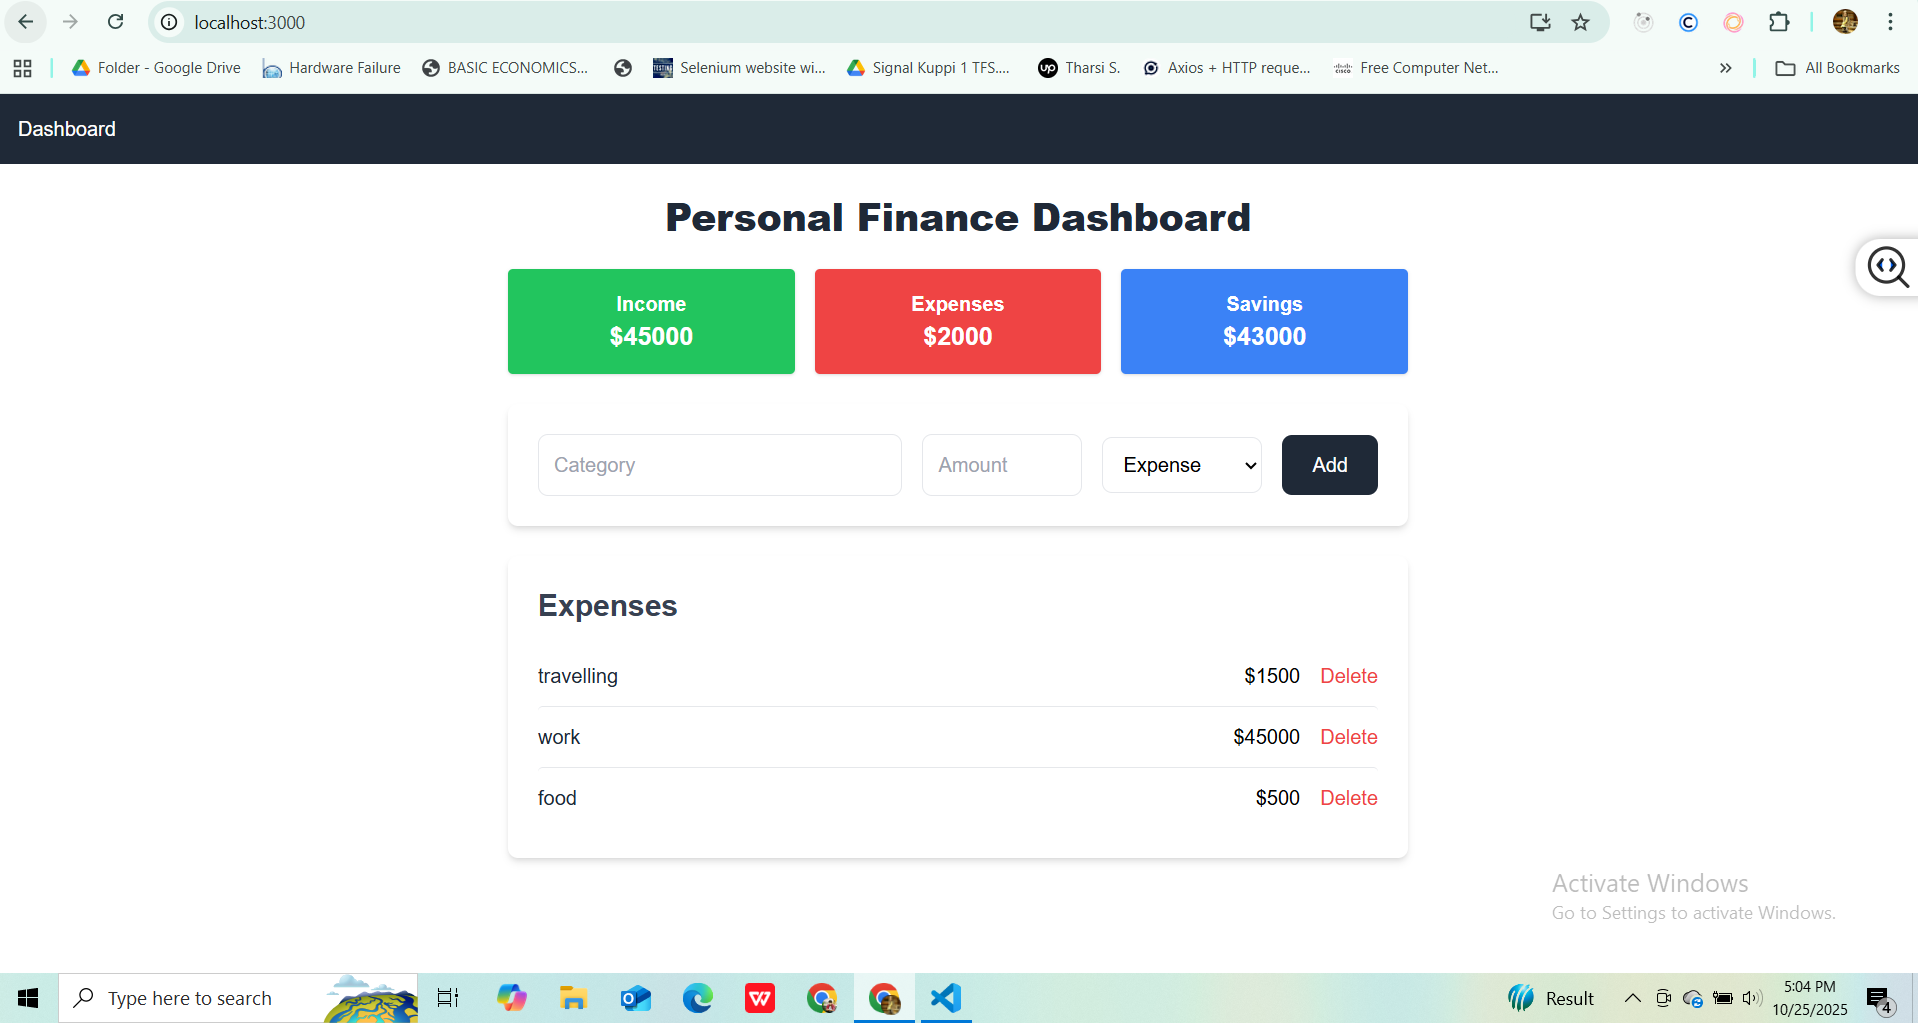 localhost:3000
Folder - Google Drive
Hardware Failure
BASIC ECONOMICS...
TESTING
Selenium website wi...
Signal Kuppi 1 TFS....
up
Tharsi S.
Axios + HTTP reque...
cisco
Free Computer Net...
»
All Bookmarks
Dashboard
Personal Finance Dashboard
Income
$45000
Expenses
$2000
Savings
$43000
Category
Amount
Expense
Add
Expenses
travelling $1500 Delete
work $45000 Delete
food $500 Delete
Activate Windows
Go to Settings to activate Windows.
Type here to search
Result
5:04 PM
10/25/2025
4